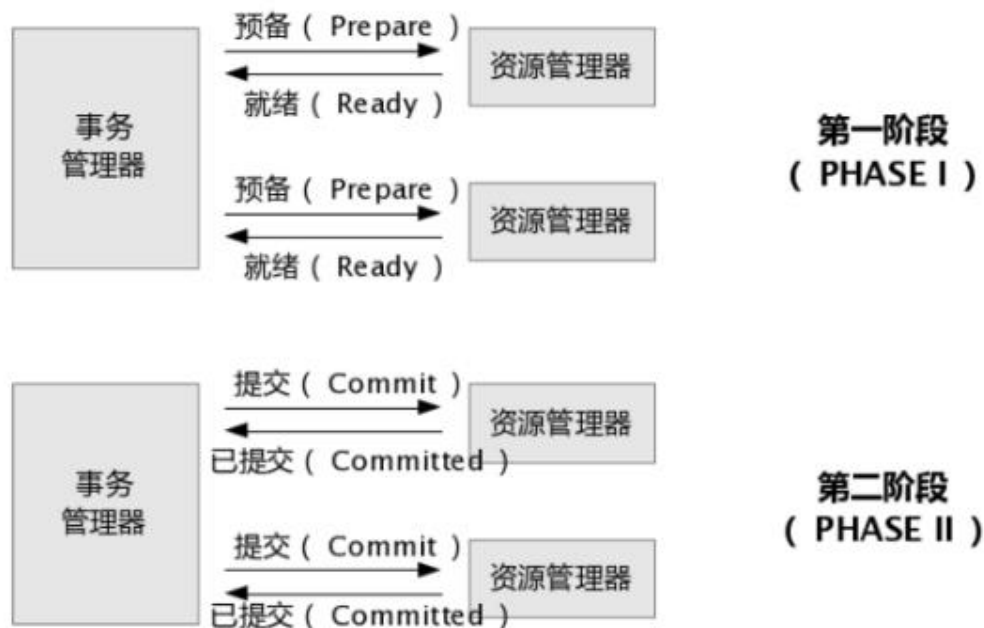 预备 ( Prepare )
资源管理器
就绪 ( Ready )
事务
管理器
预备 ( Prepare )
资源管理器
就绪 ( Ready )
第一阶段
( PHASE I )
提交 ( Commit )
资源管理器
已提交 ( Committed )
事务
管理器
提交 ( Commit )
资源管理器
已提交 ( Committed )
第二阶段
( PHASE II )